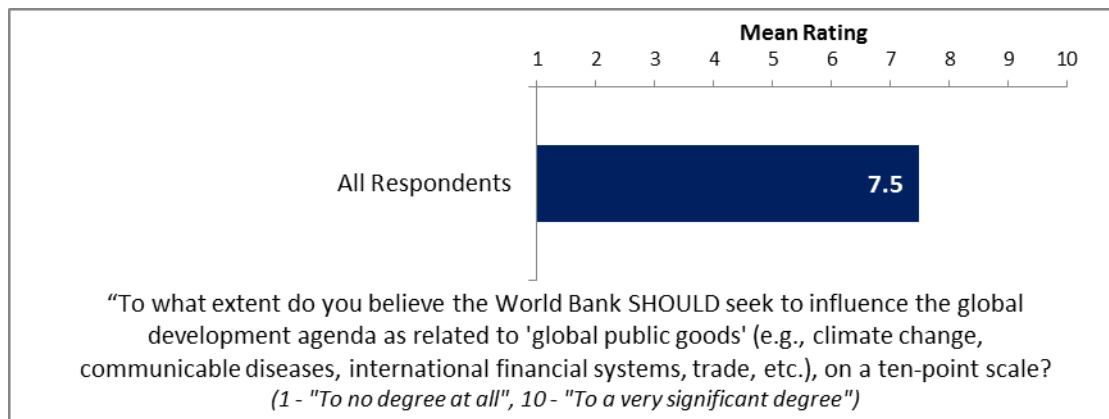 Mean Rating
1 2 3 4 5 6 7 8 9 10
All Respondents
7.5
“To what extent do you believe the World Bank SHOULD seek to influence the global
development agenda as related to 'global public goods' (e.g., climate change,
communicable diseases, international financial systems, trade, etc.), on a ten-point scale?
(1 - "To no degree at all", 10 - "To a very significant degree")